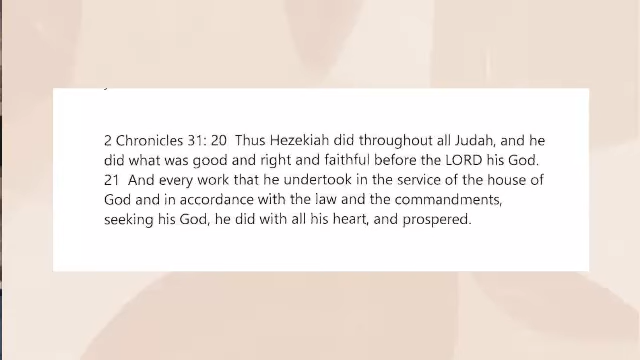 2 Chronicles 31: 20  Thus Hezekiah did throughout all Judah, and he
did what was good and right and faithful before the LORD his God.
21  And every work that he undertook in the service of the house of
God and in accordance with the law and the commandments,
seeking his God, he did with all his heart, and prospered.